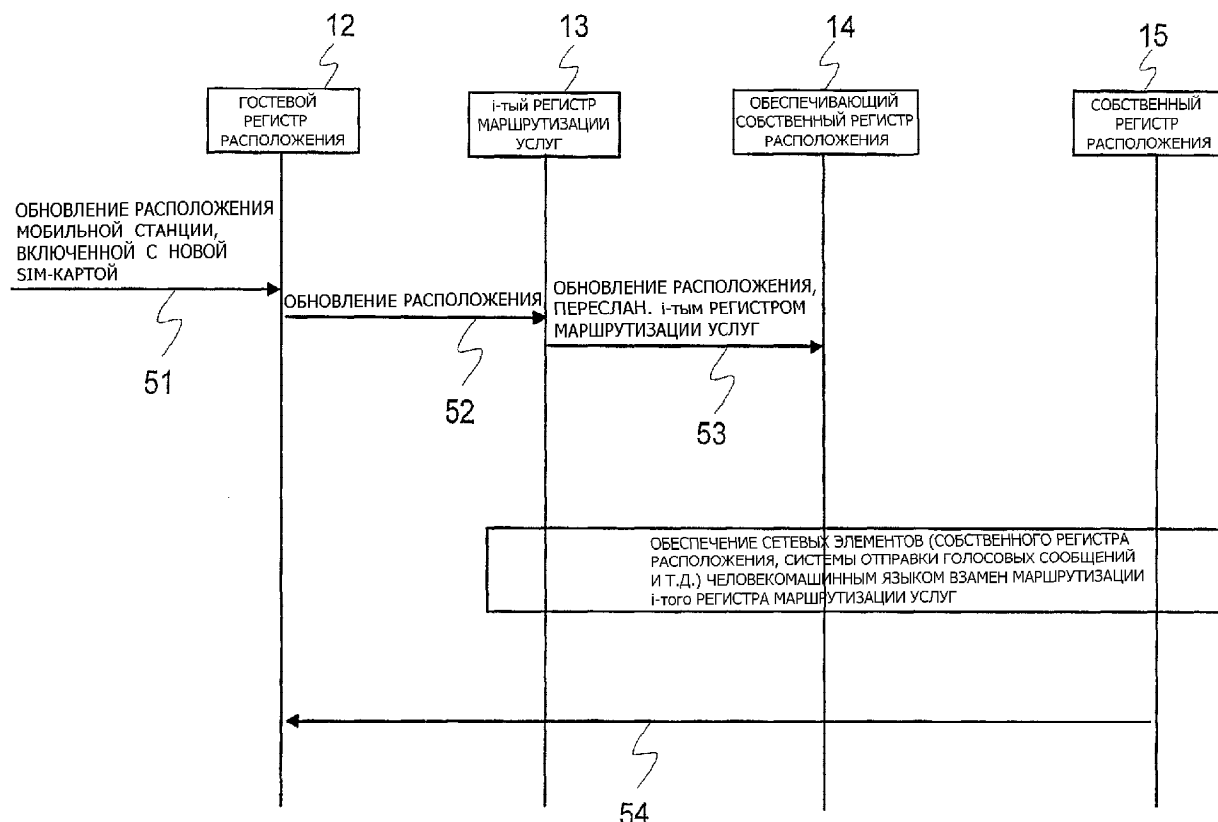 12
13
14
15
ГОСТЕВОЙ
РЕГИСТР
РАСПОЛОЖЕНИЯ
i-тый РЕГИСТР
МАРШРУТИЗАЦИИ
УСЛУГ
ОБЕСПЕЧИВАЮЩИЙ
СОБСТВЕННЫЙ РЕГИСТР
РАСПОЛОЖЕНИЯ
СОБСТВЕННЫЙ
РЕГИСТР
РАСПОЛОЖЕНИЯ
ОБНОВЛЕНИЕ РАСПОЛОЖЕНИЯ
МОБИЛЬНОЙ СТАНЦИИ,
ВКЛЮЧЕННОЙ С НОВОЙ
SIM-КАРТОЙ
51
ОБНОВЛЕНИЕ РАСПОЛОЖЕНИЯ
52
ОБНОВЛЕНИЕ РАСПОЛОЖЕНИЯ,
ПЕРЕСЛАН. i-тым РЕГИСТРОМ
МАРШРУТИЗАЦИИ УСЛУГ
53
ОБЕСПЕЧЕНИЕ СЕТЕВЫХ ЭЛЕМЕНТОВ (СОБСТВЕННОГО РЕГИСТРА
РАСПОЛОЖЕНИЯ, СИСТЕМЫ ОТПРАВКИ ГОЛОСОВЫХ СООБЩЕНИЙ
И Т.Д.) ЧЕЛОВЕКОМАШИННЫМ ЯЗЫКОМ ВЗАМЕН МАРШРУТИЗАЦИИ
i-того РЕГИСТРА МАРШРУТИЗАЦИИ УСЛУГ
54